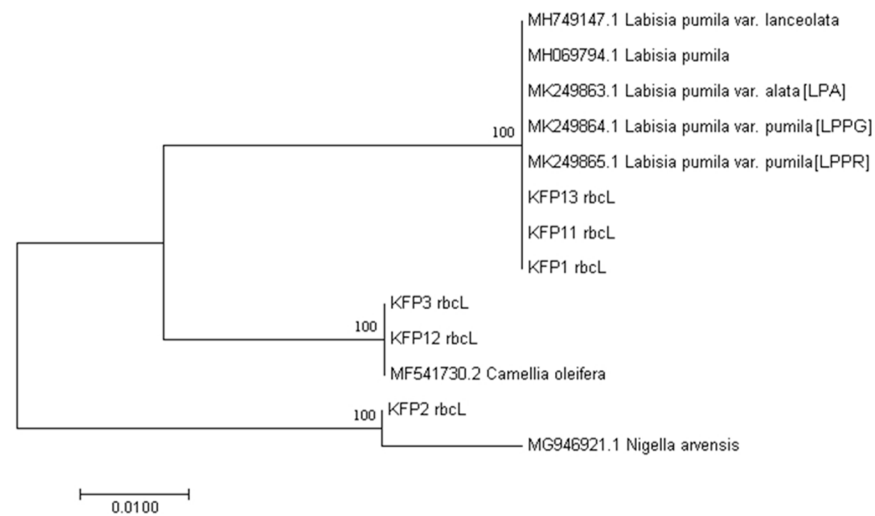 MH749147.1 Labisia pumila var. lanceolata
MH069794.1 Labisia pumila
MK249863.1 Labisia pumila var. alata[LPA]
100
MK249864.1 Labisia pumila var. pumila[LPPG]
MK249865.1 Labisia pumila var. pumila[LPPR]
KFP13 rbcL
KFP11 rbcL
KFP1 rbcL
KFP3 rbcL
100
KFP12 rbcL
MF541730.2 Camellia oleifera
100
KFP2 rbcL
MG946921.1 Nigella arvensis
0.0100